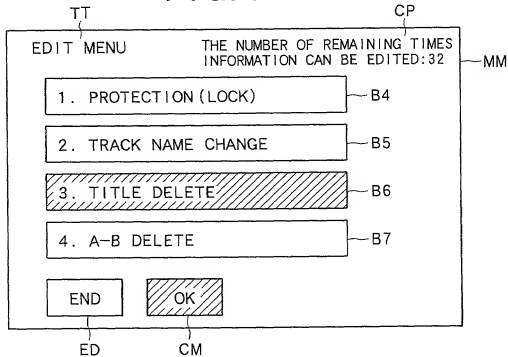 TT
CP
EDIT MENU
THE NUMBER OF REMAINING TIMES
INFORMATION CAN BE EDITED:32
MM
1. PROTECTION(LOCK)
B4
2. TRACK NAME CHANGE
B5
3. TITLE DELETE
B6
4. A-B DELETE
B7
END
OK
ED
CM